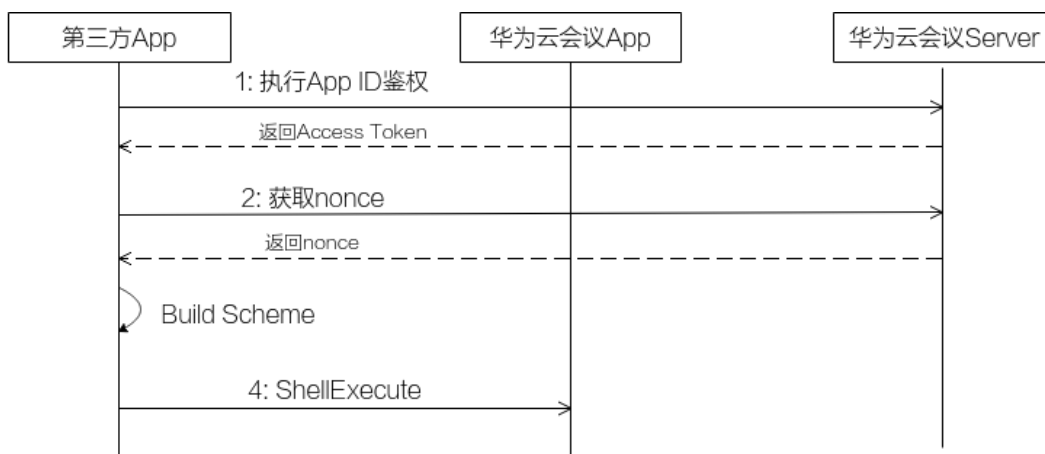 第三方App
华为云会议App
华为云会议Server
1: 执行App ID鉴权
返回Access Token
2: 获取nonce
返回nonce
Build Scheme
4: ShellExecute